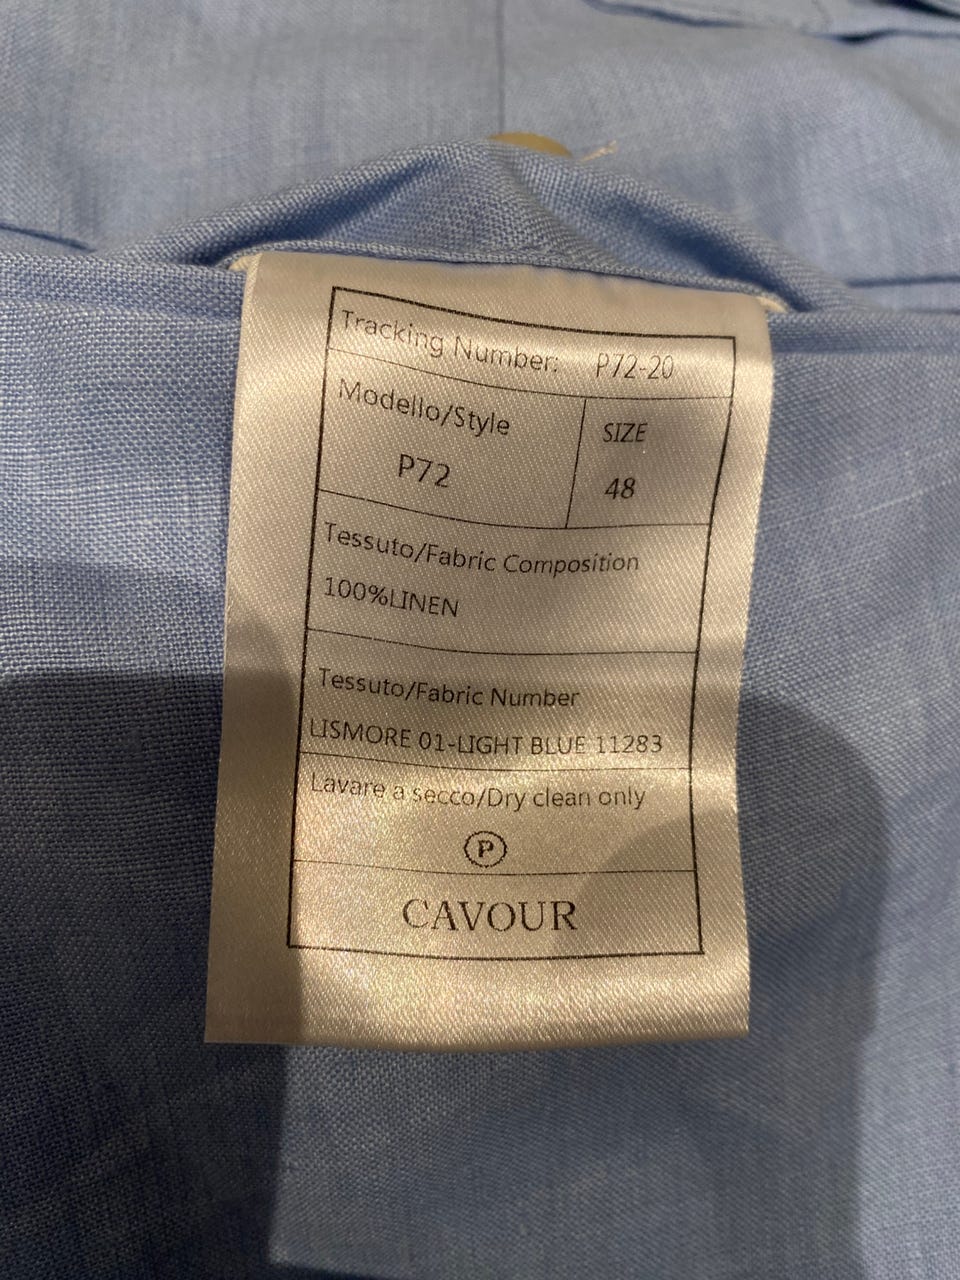 Tracking Number: P72-20
Modello/Style
P72
SIZE
48
Tessuto/Fabric Composition
100%LINEN
Tessuto/Fabric Number
LISMORE 01-LIGHT BLUE 11283
Lavare a secco/Dry clean only
P
CAVOUR